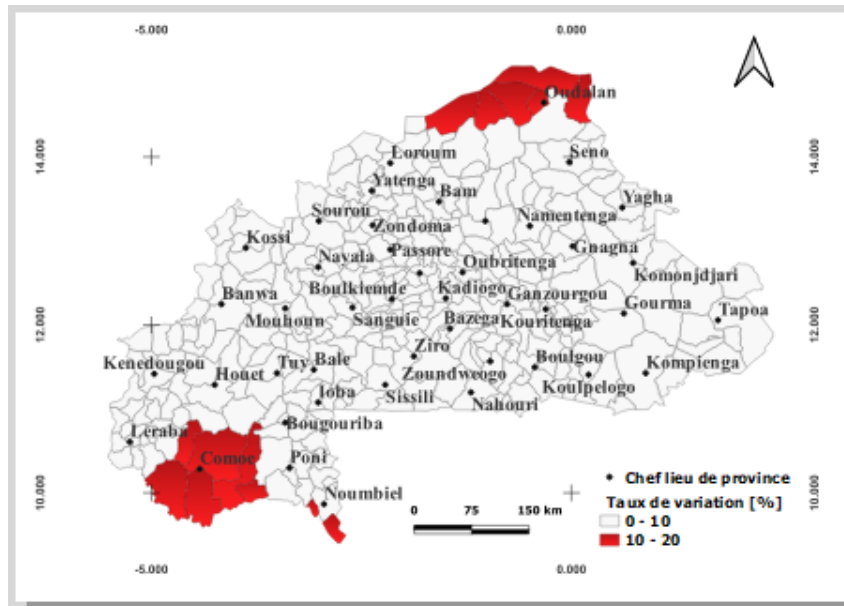 -5.000 0.000
Oudalan
14.000 14.000
Loroum Seno
Yatenga
Bam Yagha
Sourou Namentenga
Zondoma
Kossi Passore Gnagna
Nayala Oubritenga
Komonjdjari
Banwa Boulkiemde Kadiogo Ganzourgou Gourma
Tapoa
Mouhoun Sanguie Bazega Kouritenga
12.000 12.000
Ziro
Kenedougou Tuy Bale Boulgou Kompienga
Houet Zoundweogo Koulpelogo
Ioba Sissili Nahouri
Bougouriba
Leraba
Comoe Poni
Chef lieu de province
Noumbiel
Taux de variation [%]
10.000 10.000
0 75 150 km
0 - 10
10 - 20
-5.000 0.000